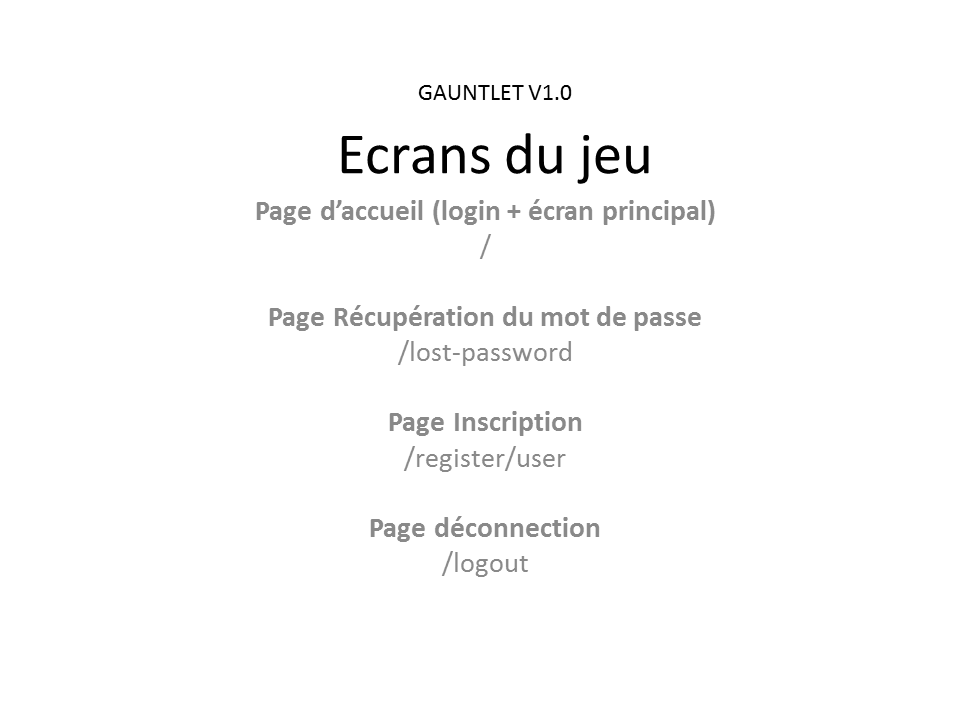 GAUNTLET V1.0
Ecrans du jeu
Page d’accueil (login + écran principal)
/
Page Récupération du mot de passe
/lost-password
Page Inscription
/register/user
Page déconnection
/logout